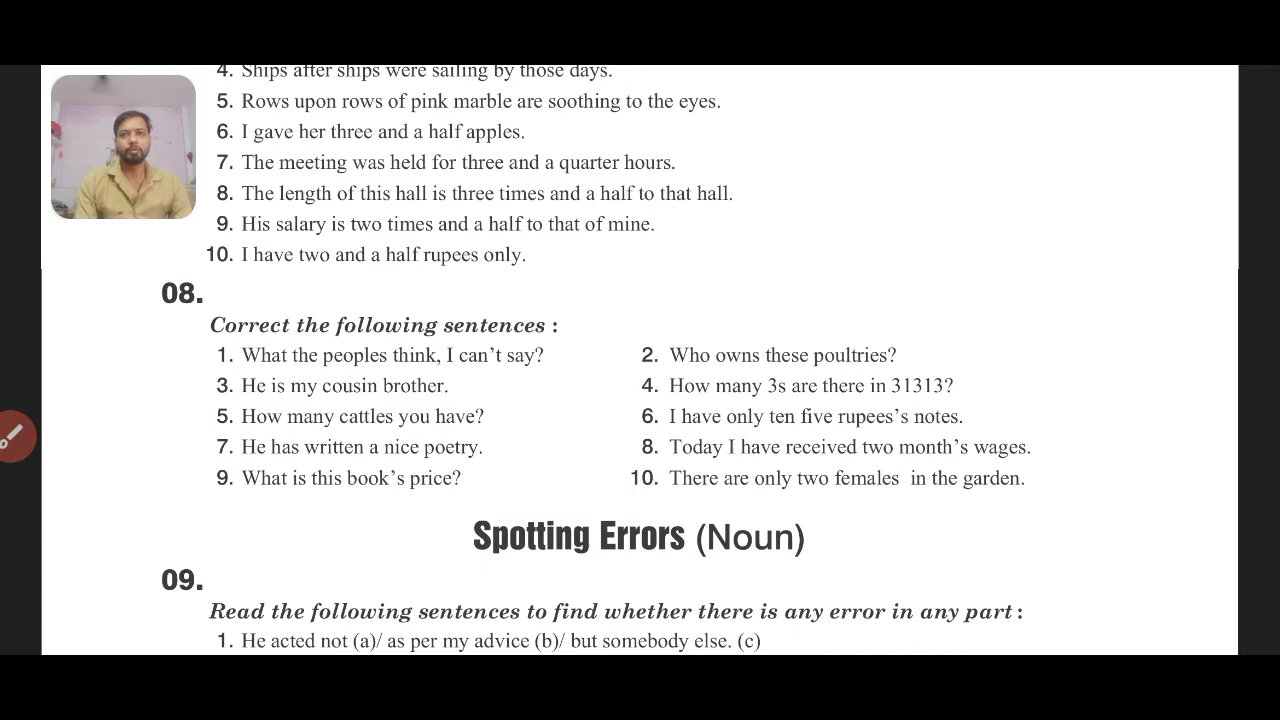 4. Ships after ships were sailing by those days.
5. Rows upon rows of pink marble are soothing to the eyes.
6. I gave her three and a half apples.
7. The meeting was held for three and a quarter hours.
8. The length of this hall is three times and a half to that hall.
9. His salary is two times and a half to that of mine.
10. I have two and a half rupees only.
08.
Correct the following sentences :
1. What the peoples think, I can't say?
2. Who owns these poultries?
3. He is my cousin brother.
4. How many 3s are there in 31313?
5. How many cattles you have?
6. I have only ten five rupees's notes.
7. He has written a nice poetry.
8. Today I have received two month's wages.
9. What is this book's price?
10. There are only two females in the garden.
Spotting Errors (Noun)
09.
Read the following sentences to find whether there is any error in any part :
1. He acted not (a)/ as per my advice (b)/ but somebody else. (c)